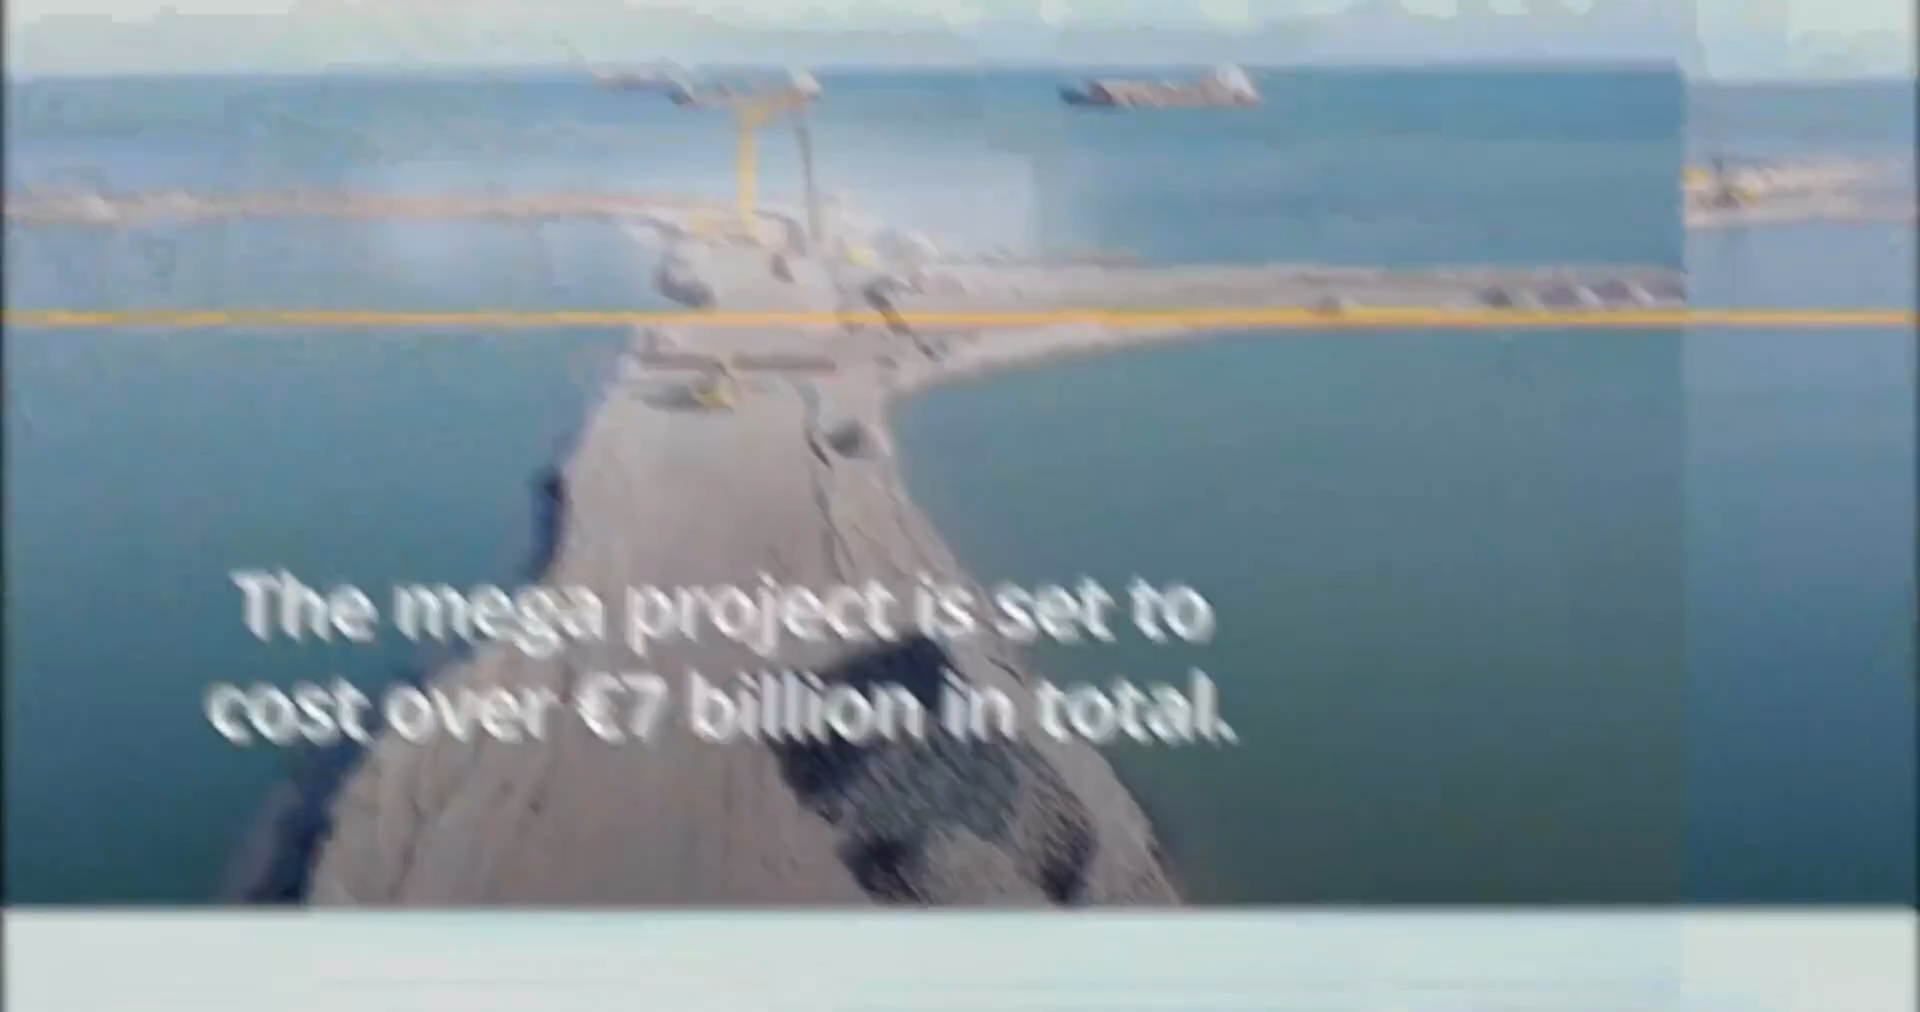 The mega project is set to
cost over €7 billion in total.